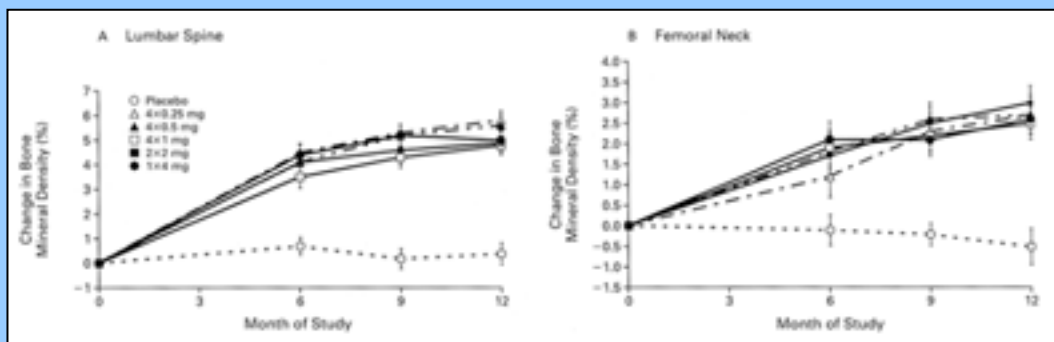 A Lumbar Spine
Change in Bone
Mineral Density (%)
7
6
5
4
3
2
1
0
−1
Placebo
4×0.25 mg
4×0.5 mg
4×1 mg
2×2 mg
1×4 mg
0 3 6 9 12
Month of Study
B Femoral Neck
Change in Bone
Mineral Density (%)
4.0
3.5
3.0
2.5
2.0
1.5
1.0
0.5
0.0
−0.5
−1.0
−1.5
0 3 6 9 12
Month of Study